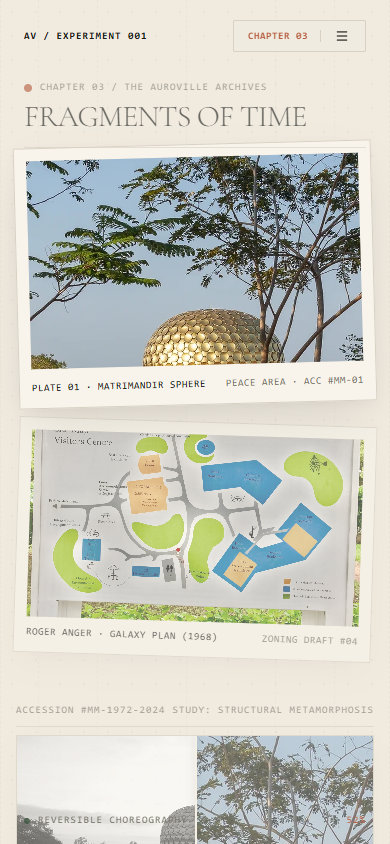 AV / EXPERIMENT 001
CHAPTER 03
CHAPTER 03 / THE AUROVILLE ARCHIVES
FRAGMENTS OF TIME
PLATE 01 · MATRIMANDIR SPHERE
PEACE AREA · ACC #MM-01
Visitors Centre
ROGER ANGER · GALAXY PLAN (1968)
ZONING DRAFT #04
ACCESSION #MM-1972-2024 STUDY: STRUCTURAL METAMORPHOSIS
REVERSIBLE CHOREOGRAPHY